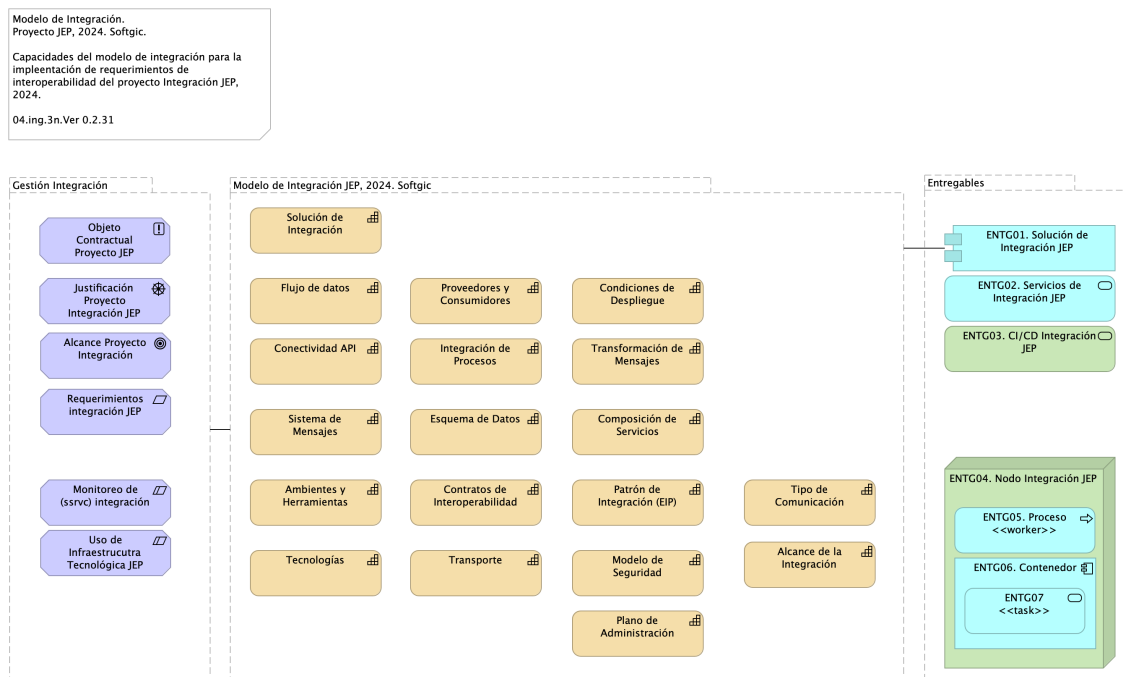 Modelo de Integración.
Proyecto JEP, 2024. Softgic.
Capacidades del modelo de integración para la
impleentación de requerimientos de
interoperabilidad del proyecto Integración JEP,
2024.
04.ing.3n.Ver 0.2.31
Gestión Integración
Objeto
Contractual
Proyecto JEP
Justificación
Proyecto
Integración JEP
Alcance Proyecto
Integración
Requerimientos
integración JEP
Monitoreo de
(ssrvc) integración
Uso de
Infraestrucutra
Tecnológica JEP
Modelo de Integración JEP, 2024. Softgic
Solución de
Integración
Flujo de datos
Proveedores y
Consumidores
Condiciones de
Despliegue
Conectividad API
Integración de
Procesos
Transformación de
Mensajes
Sistema de
Mensajes
Esquema de Datos
Composición de
Servicios
Ambientes y
Herramientas
Contratos de
Interoperabilidad
Patrón de
Integración (EIP)
Tipo de
Comunicación
Tecnologías
Transporte
Modelo de
Seguridad
Alcance de la
Integración
Plano de
Administración
Entregables
ENTG01. Solución de
Integración JEP
ENTG02. Servicios de
Integración JEP
ENTG03. CI/CD Integración
JEP
ENTG04. Nodo Integración JEP
ENTG05. Proceso
<<worker>>
ENTG06. Contenedor
ENTG07
<<task>>